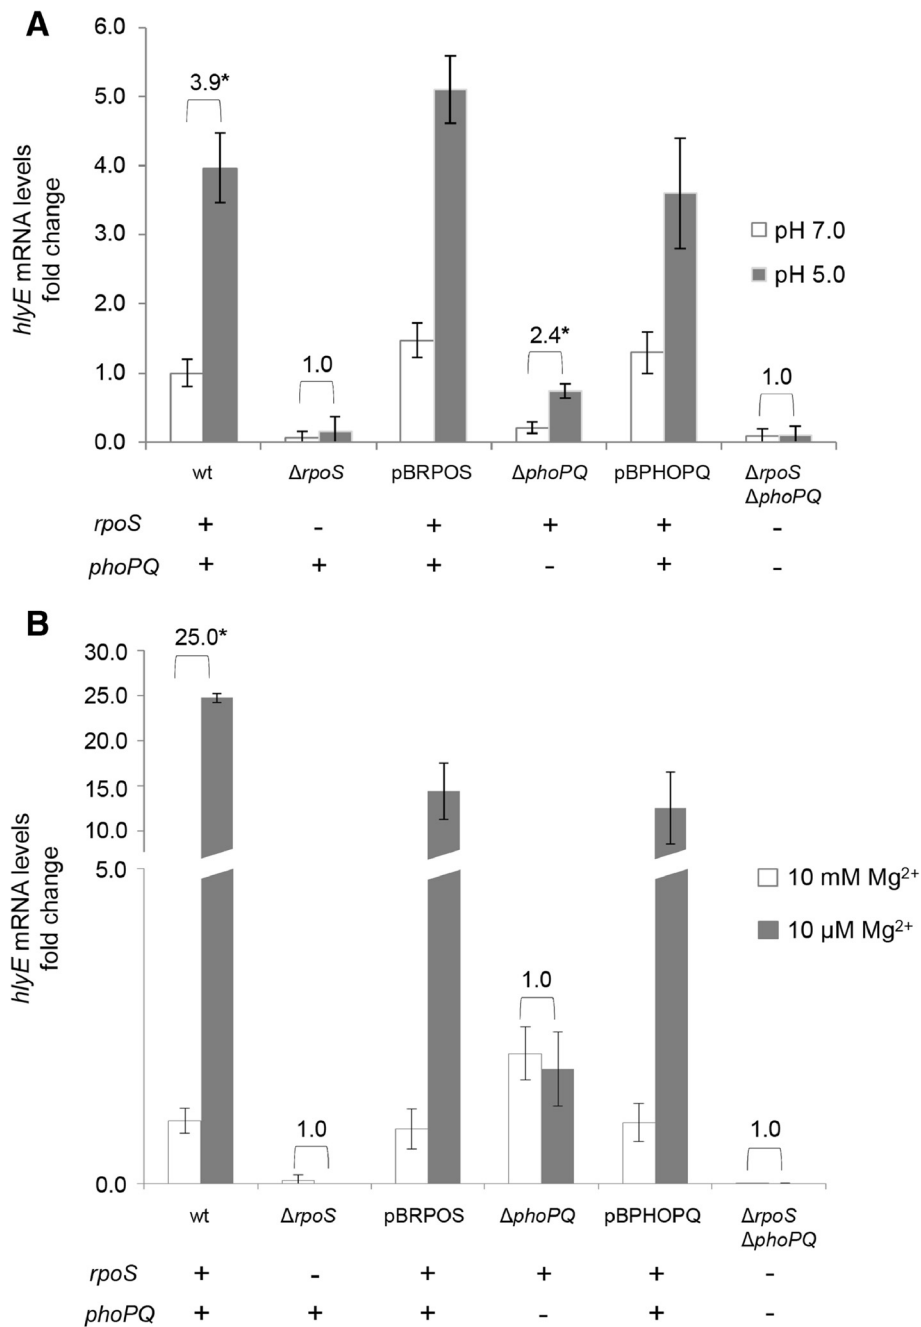 A
6.0
5.0
4.0
3.0
2.0
1.0
0.0
hlyE mRNA levels
fold change
3.9*
1.0
2.4*
1.0
pH 7.0
pH 5.0
wt
ΔrpoS
pBRPOS
ΔphoPQ
pBPHOPQ
ΔrpoS
ΔphoPQ
rpoS + - + + + -
phoPQ + + + - + -
B
30.0
25.0
20.0
15.0
10.0
5.0
0.0
hlyE mRNA levels
fold change
25.0*
1.0
1.0
1.0
10 mM Mg²⁺
10 µM Mg²⁺
wt
ΔrpoS
pBRPOS
ΔphoPQ
pBPHOPQ
ΔrpoS
ΔphoPQ
rpoS + - + + + -
phoPQ + + + - + -